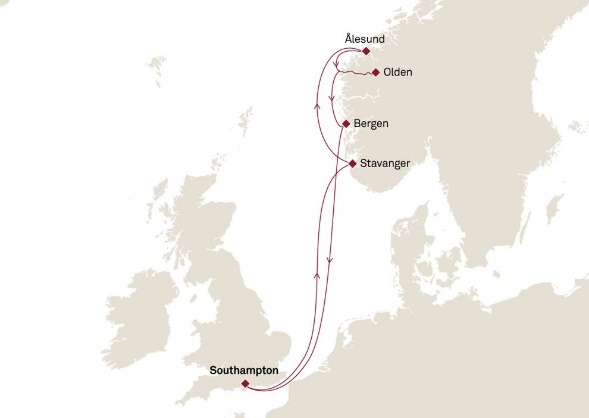 Ålesund
Olden
Bergen
Stavanger
Southampton